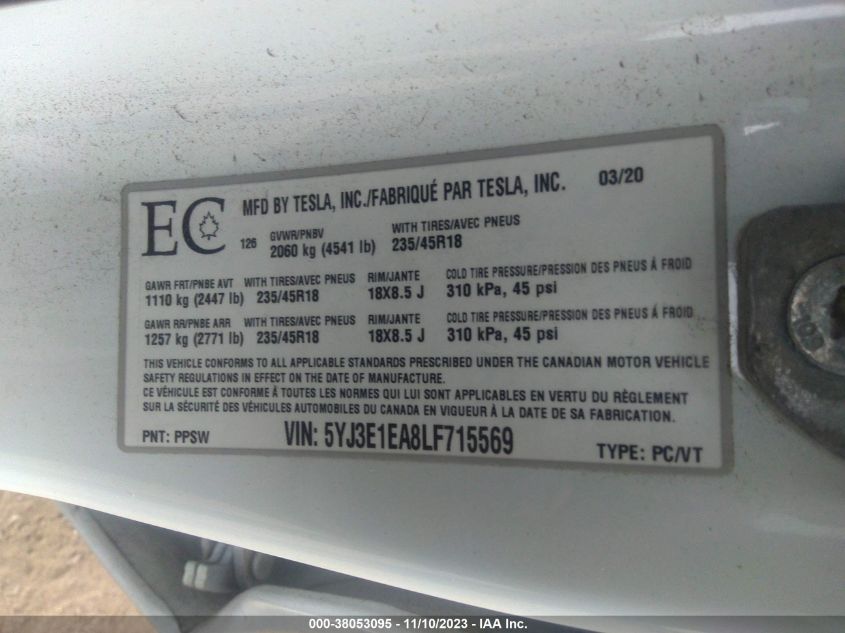 EC MFD BY TESLA, INC./FABRIQUÉ PAR TESLA, INC. 03/20
126 GVWR/PNBV WITH TIRES/AVEC PNEUS
2060 kg (4541 lb) 235/45R18
GAWR FRT/PNBE AVT WITH TIRES/AVEC PNEUS RIM/JANTE COLD TIRE PRESSURE/PRESSION DES PNEUS À FROID
1110 kg (2447 lb) 235/45R18 18X8.5 J 310 kPa, 45 psi
GAWR RR/PNBE ARR WITH TIRES/AVEC PNEUS RIM/JANTE COLD TIRE PRESSURE/PRESSION DES PNEUS À FROID
1257 kg (2771 lb) 235/45R18 18X8.5 J 310 kPa, 45 psi
THIS VEHICLE CONFORMS TO ALL APPLICABLE STANDARDS PRESCRIBED UNDER THE CANADIAN MOTOR VEHICLE
SAFETY REGULATIONS IN EFFECT ON THE DATE OF MANUFACTURE.
CE VÉHICULE EST CONFORME À TOUTES LES NORMES QUI LUI SONT APPLICABLES EN VERTU DU RÈGLEMENT
SUR LA SÉCURITÉ DES VÉHICULES AUTOMOBILES DU CANADA EN VIGUEUR À LA DATE DE SA FABRICATION.
PNT: PPSW VIN: 5YJ3E1EA8LF715569 TYPE: PC/VT
000-38053095 - 11/10/2023 - IAA Inc.